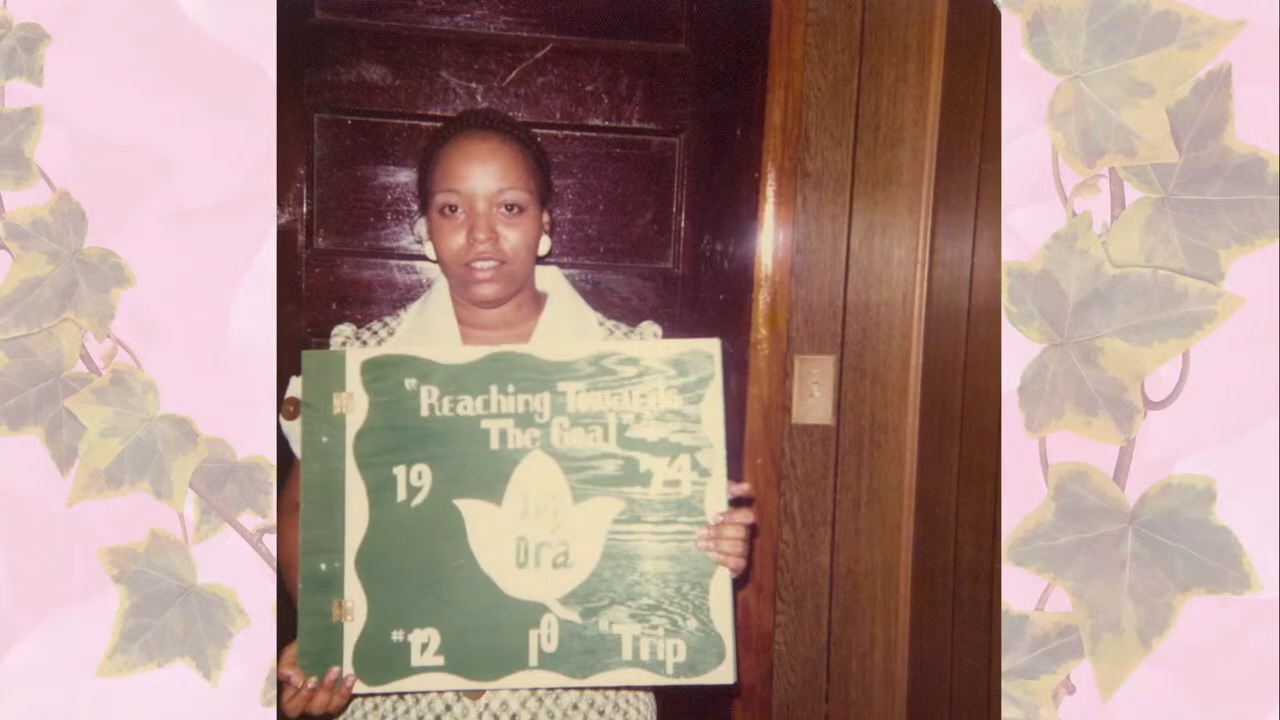 "Reaching Towards
The Goal"
19 74
Ora
#12 10 "Trip"